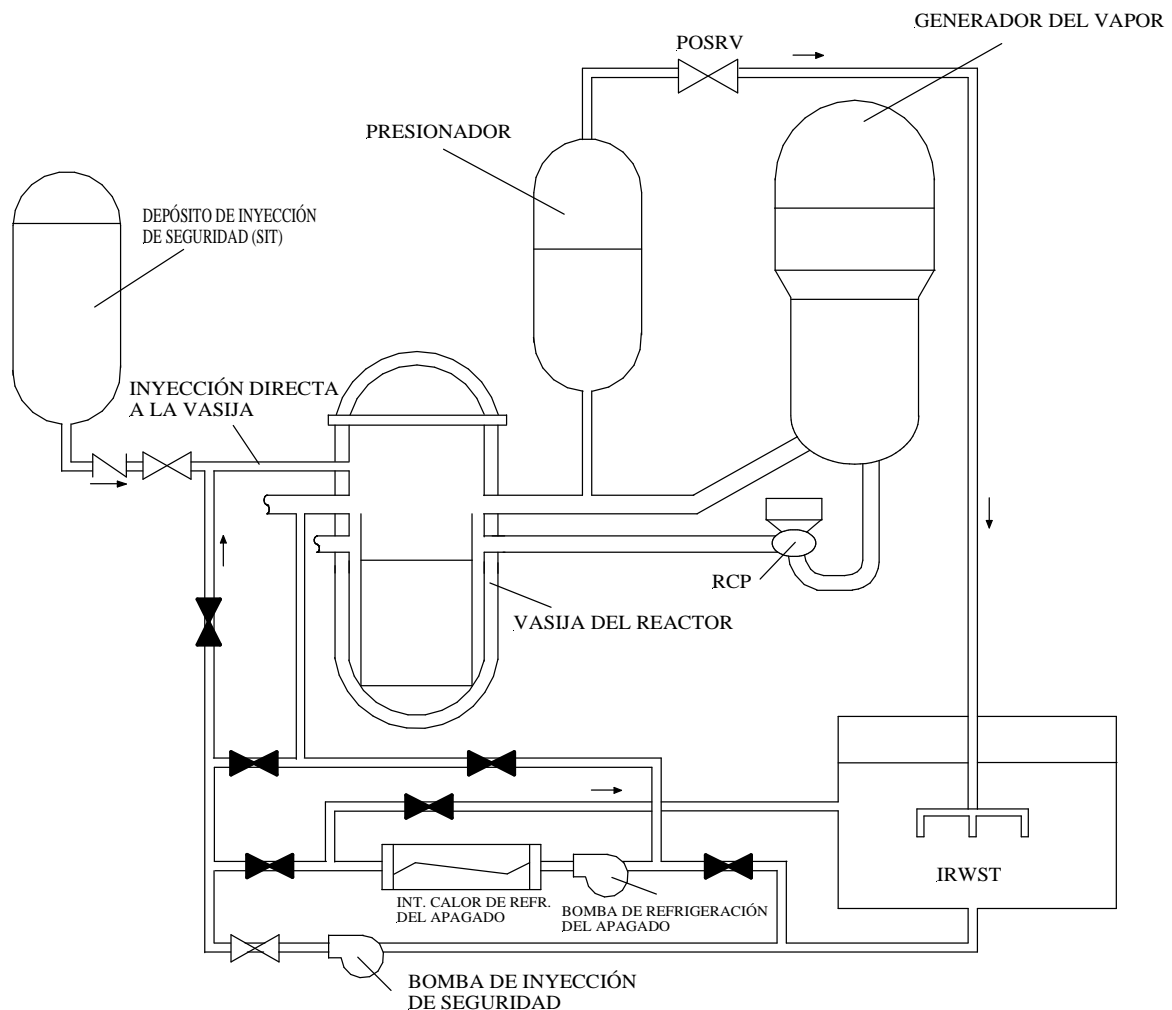 GENERADOR DEL VAPOR
POSRV
PRESIONADOR
DEPÓSITO DE INYECCIÓN
DE SEGURIDAD (SIT)
INYECCIÓN DIRECTA
A LA VASIJA
RCP
VASIJA DEL REACTOR
IRWST
INT. CALOR DE REFR.
DEL APAGADO
BOMBA DE REFRIGERACIÓN
DEL APAGADO
BOMBA DE INYECCIÓN
DE SEGURIDAD